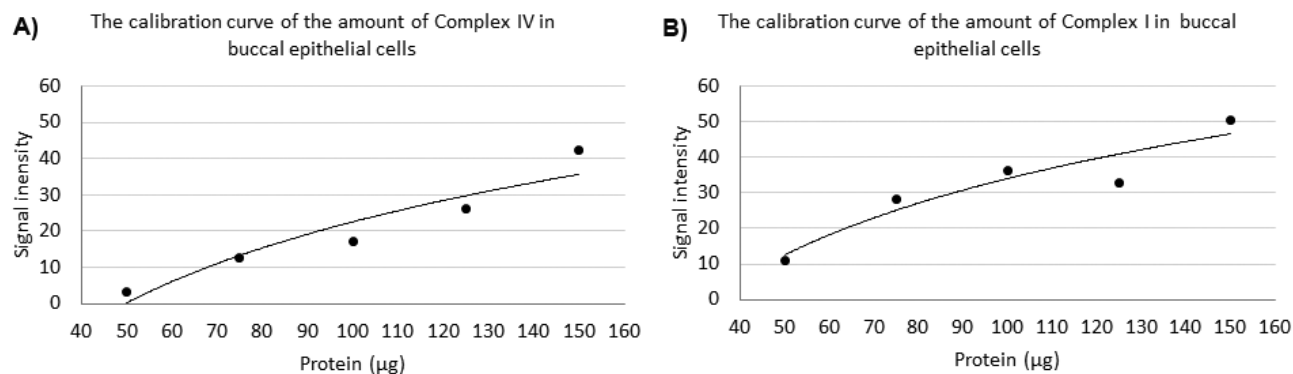 A)
The calibration curve of the amount of Complex IV in
buccal epithelial cells
60
50
40
30
20
10
0
Signal inensity
40 50 60 70 80 90 100 110 120 130 140 150 160
Protein (µg)
B)
The calibration curve of the amount of Complex I in buccal
epithelial cells
60
50
40
30
20
10
0
Signal intensity
40 50 60 70 80 90 100 110 120 130 140 150 160
Protein (µg)